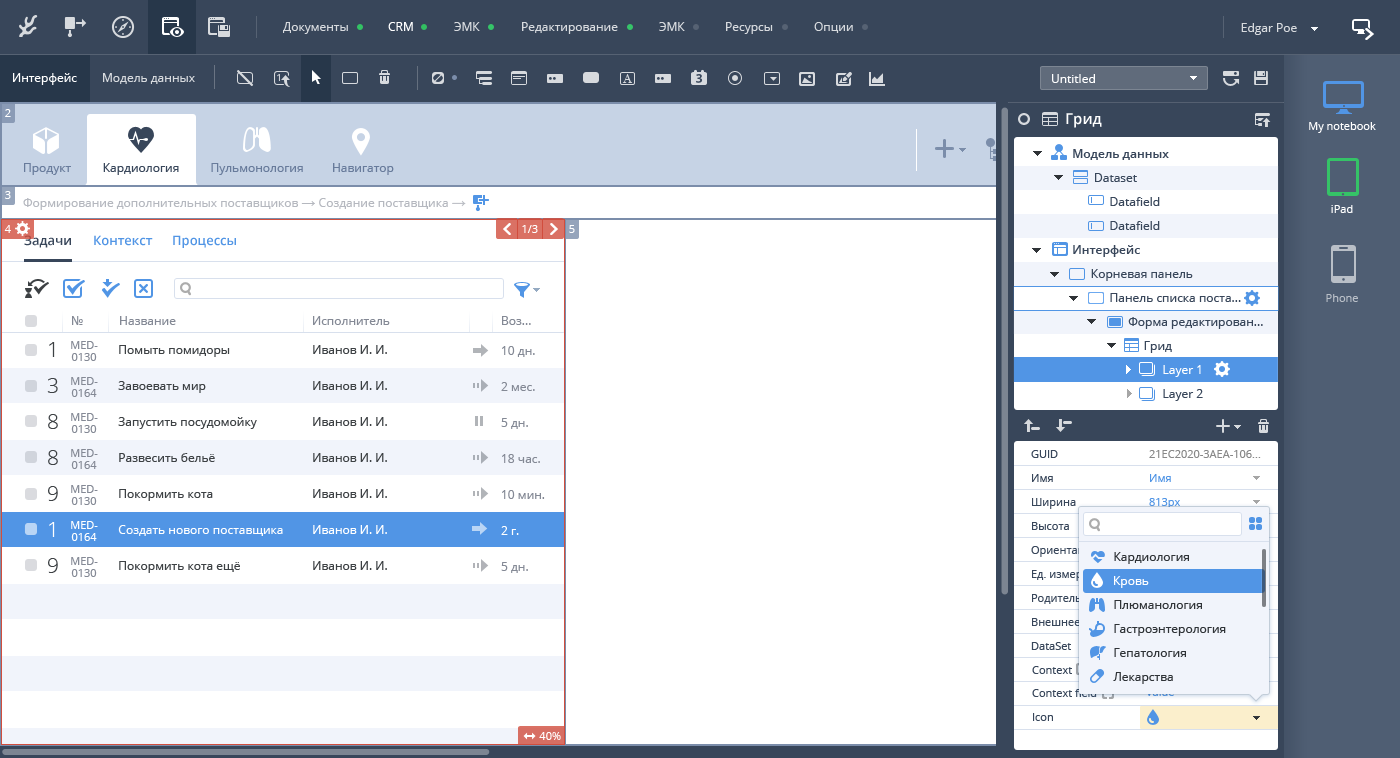 Документы CRM ЭМК Редактирование ЭМК Ресурсы Опции Edgar Poe
Интерфейс Модель данных 1 A 3 Untitled
2
Продукт Кардиология Пульмонология Навигатор
3
Формирование дополнительных поставщиков → Создание поставщика →
4 1/3 5
Задачи Контекст Процессы
№ Название Исполнитель Воз...
1 MED-0130 Помыть помидоры Иванов И. И. 10 дн.
3 MED-0164 Завоевать мир Иванов И. И. 2 мес.
8 MED-0130 Запустить посудомойку Иванов И. И. 5 дн.
8 MED-0164 Развесить бельё Иванов И. И. 18 час.
9 MED-0130 Покормить кота Иванов И. И. 10 мин.
1 MED-0164 Создать нового поставщика Иванов И. И. 2 г.
9 MED-0130 Покормить кота ещё Иванов И. И. 5 дн.
40%
Грид
Модель данных
Dataset
Datafield
Datafield
Интерфейс
Корневая панель
Панель списка поста...
Форма редактирован...
Грид
Layer 1
Layer 2
GUID 21EC2020-3AEA-106...
Имя Имя
Ширина 813px
Высота
Ориента
Ед. измер
Родитель
Внешнее
DataSet
Context
Context field value
Icon
Кардиология
Кровь
Плюманология
Гастроэнтерология
Гепатология
Лекарства
My notebook
iPad
Phone